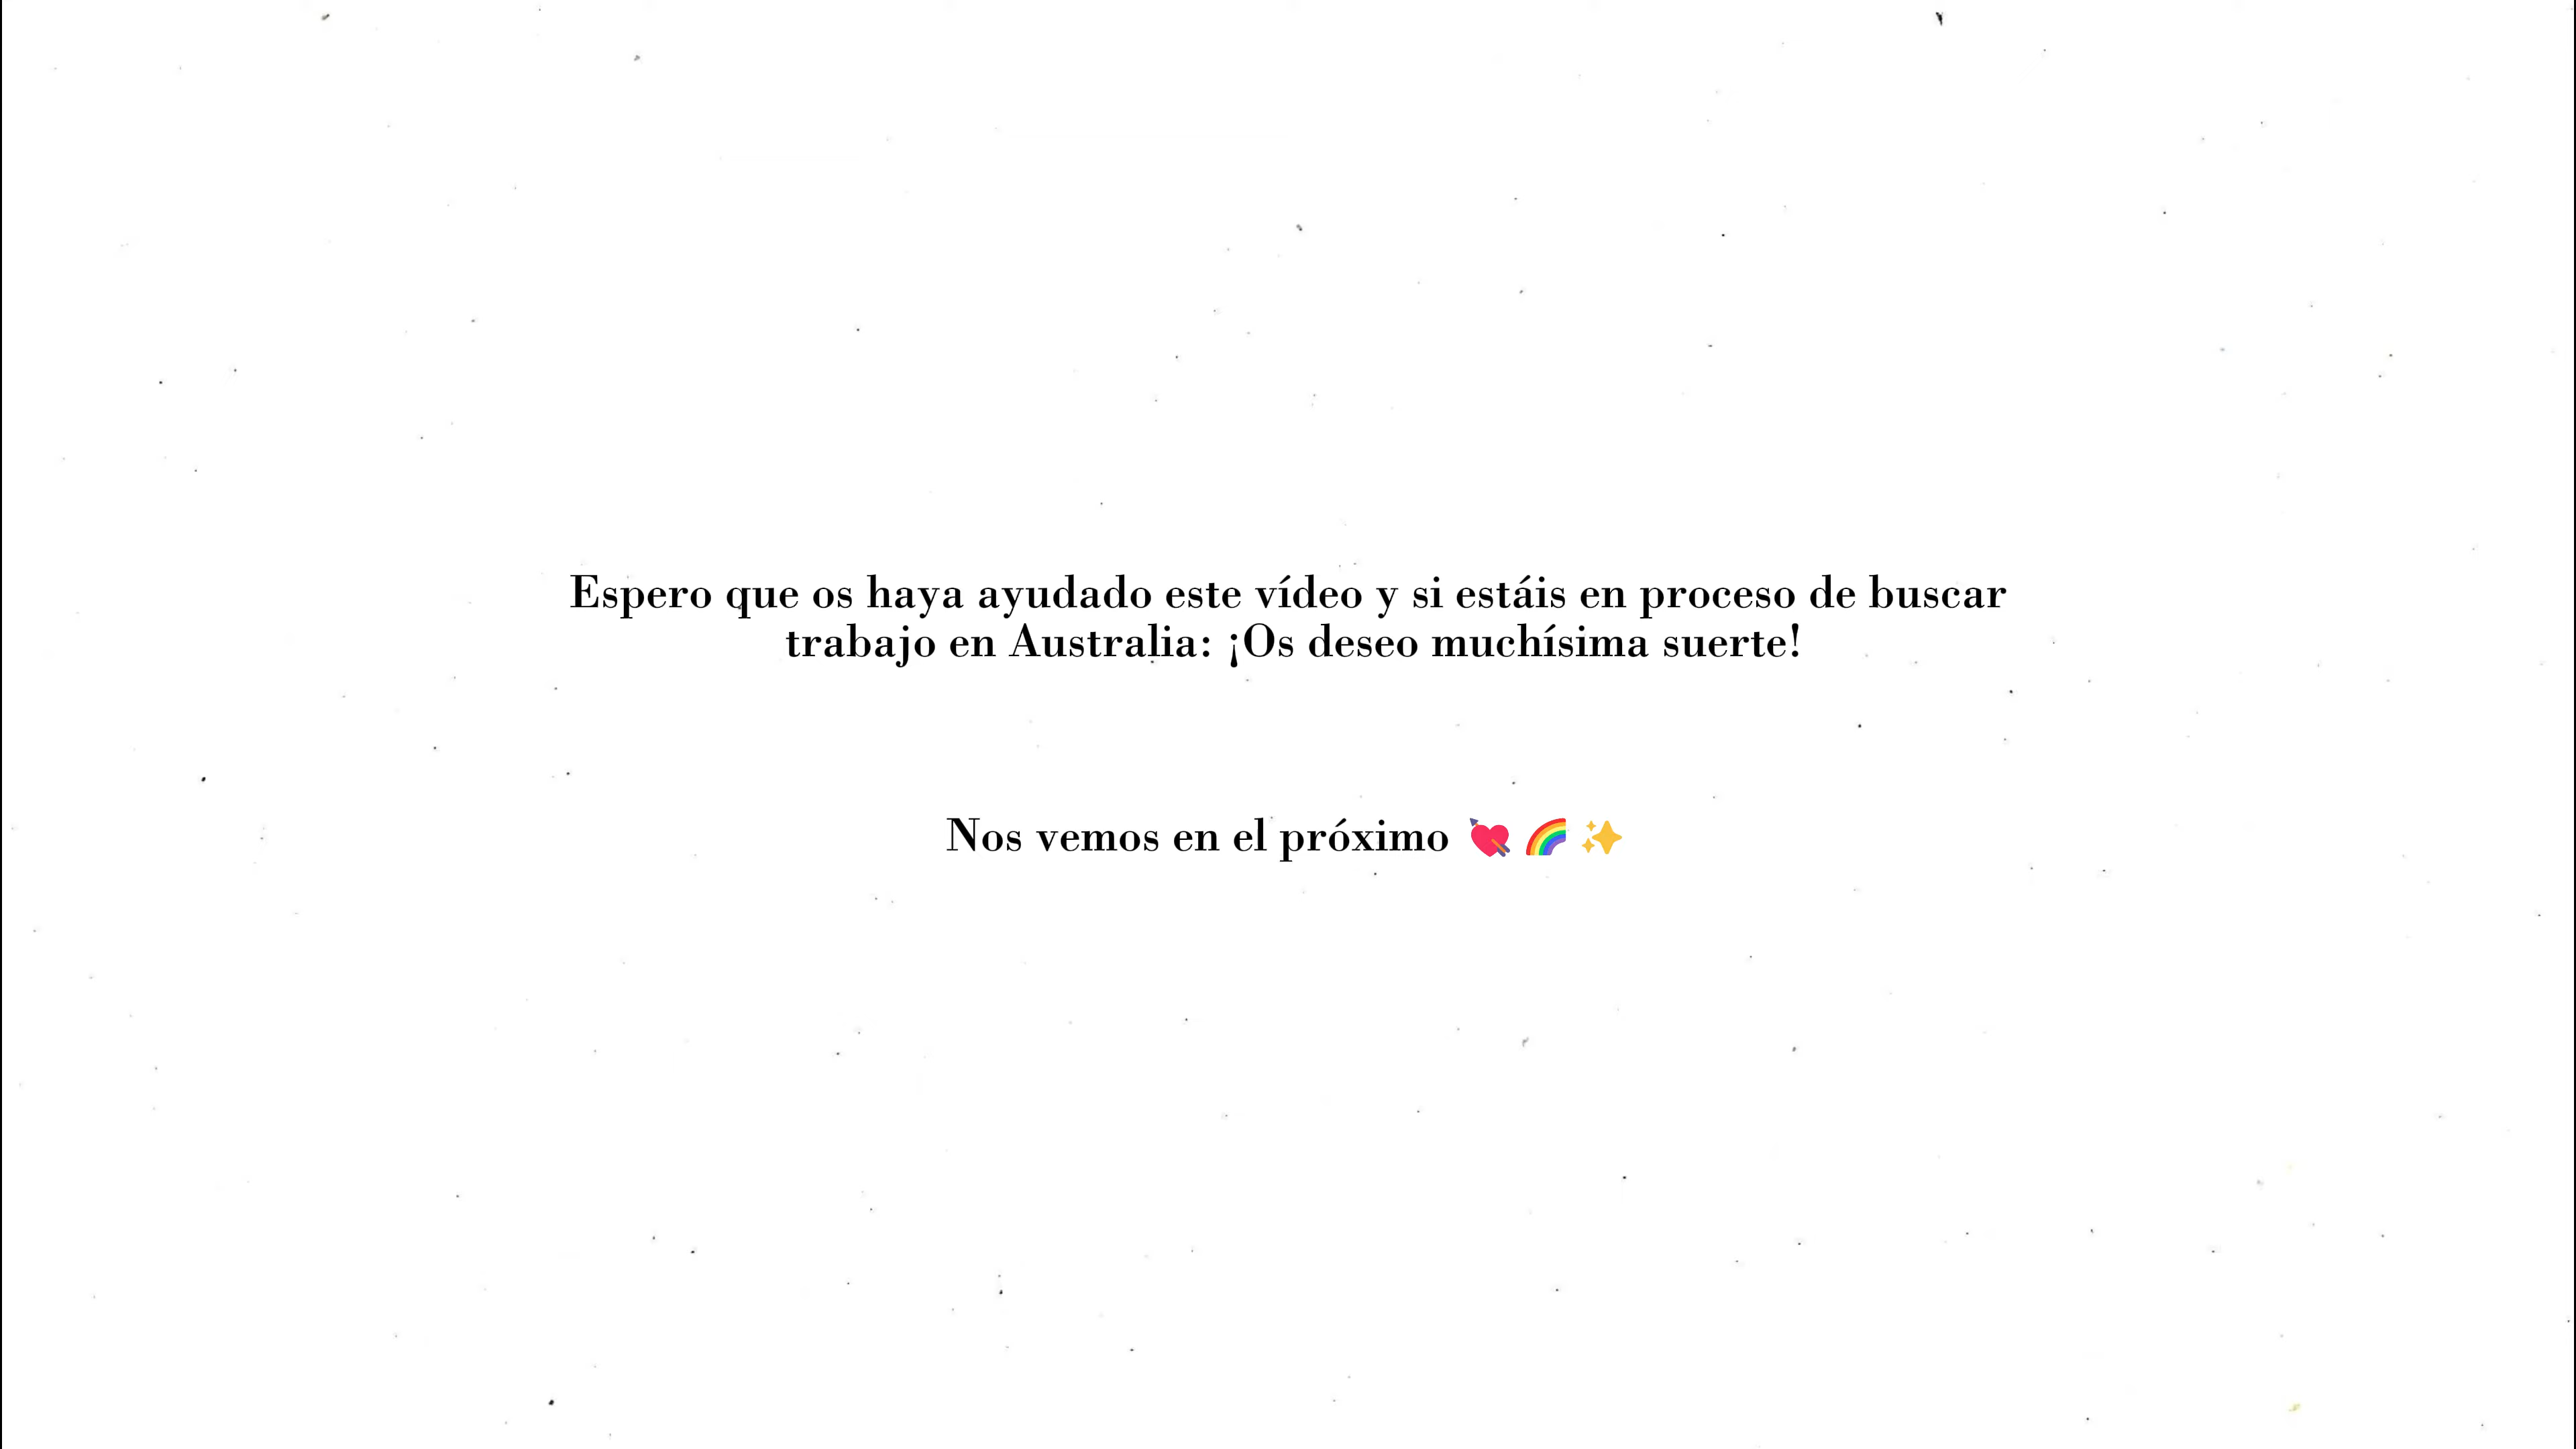 Espero que os haya ayudado este vídeo y si estáis en proceso de buscar
trabajo en Australia: ¡Os deseo muchísima suerte!
Nos vemos en el próximo 💘 🌈 ✨